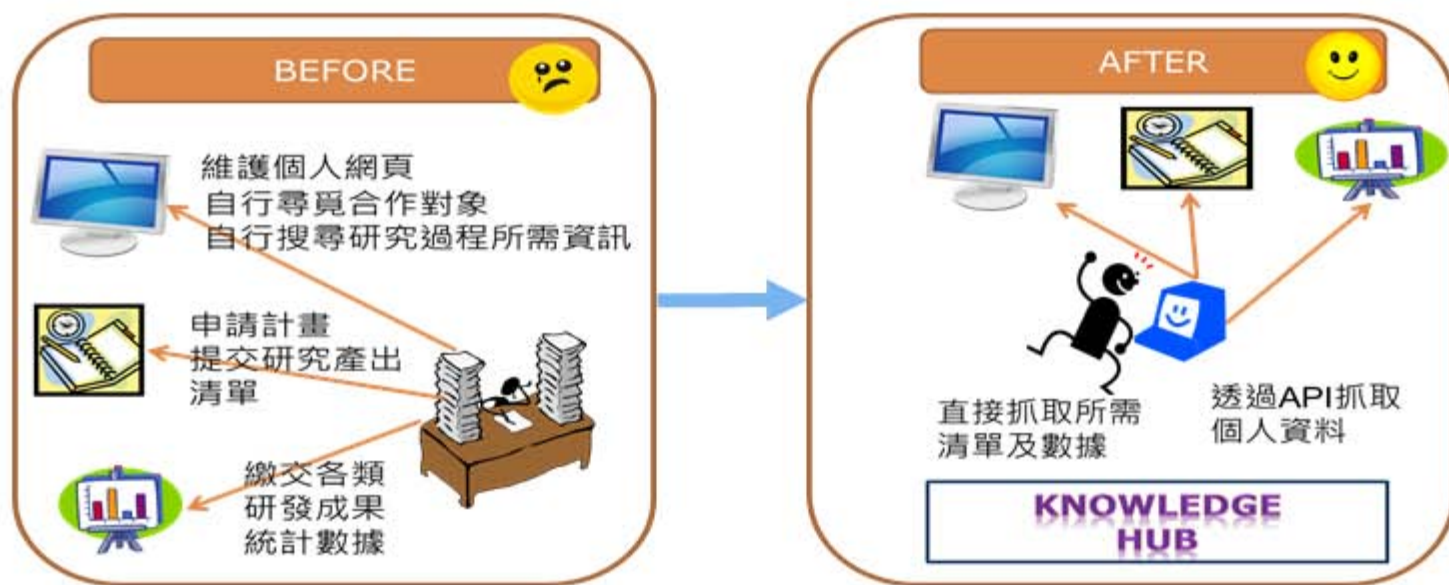 BEFORE
維護個人網頁
自行尋覓合作對象
自行搜尋研究過程所需資訊
申請計畫
提交研究產出
清單
繳交各類
研發成果
統計數據
AFTER
直接抓取所需
清單及數據
透過API抓取
個人資料
KNOWLEDGE
HUB